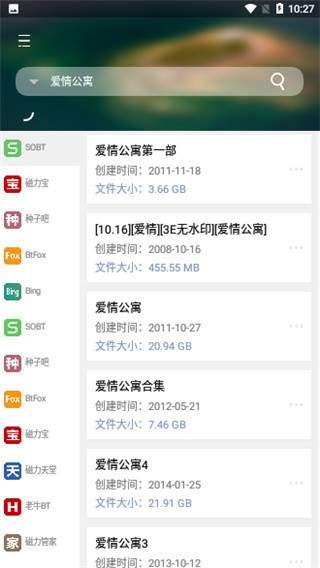 10:27
爱情公寓
S
SOBT
宝
磁力宝
种
种子吧
Fox
BtFox
Bing
Bing
S
SOBT
种
种子吧
Fox
BtFox
宝
磁力宝
天
磁力天堂
H
老牛BT
家
磁力管家
爱情公寓第一部
创建时间：2011-11-18
文件大小：3.66 GB
[10.16][爱情][3E无水印][爱情公寓]
创建时间：2008-10-16
文件大小：455.55 MB
爱情公寓
创建时间：2011-10-27
文件大小：20.94 GB
爱情公寓合集
创建时间：2012-05-21
文件大小：7.46 GB
爱情公寓4
创建时间：2014-01-25
文件大小：21.91 GB
爱情公寓3
创建时间：2013-10-12